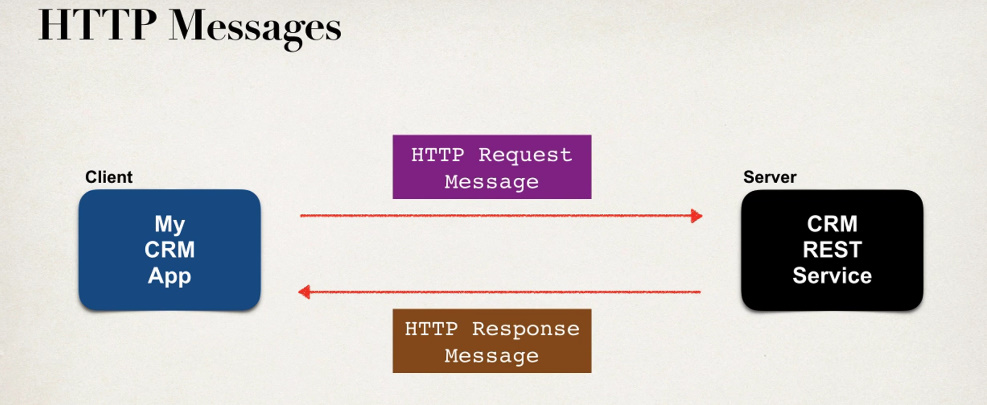 HTTP Messages
HTTP Request
Message
Client
My
CRM
App
Server
CRM
REST
Service
HTTP Response
Message